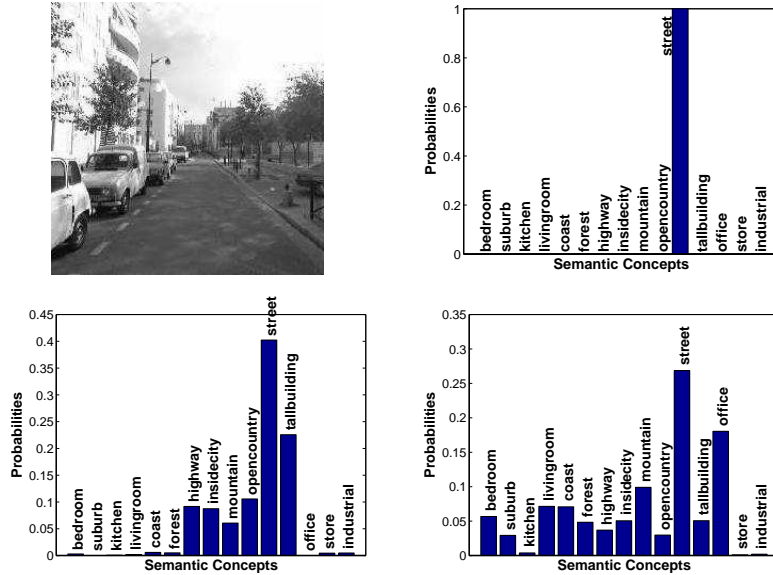 1
0.8
0.6
0.4
0.2
0
Probabilities
bedroom
suburb
kitchen
livingroom
coast
forest
highway
insidecity
mountain
opencountry
street
tallbuilding
office
store
industrial
Semantic Concepts
0.45
0.4
0.35
0.3
0.25
0.2
0.15
0.1
0.05
0
Probabilities
bedroom
suburb
kitchen
livingroom
coast
forest
highway
insidecity
mountain
opencountry
street
tallbuilding
office
store
industrial
Semantic Concepts
0.35
0.3
0.25
0.2
0.15
0.1
0.05
0
Probabilities
bedroom
suburb
kitchen
livingroom
coast
forest
highway
insidecity
mountain
opencountry
street
tallbuilding
office
store
industrial
Semantic Concepts